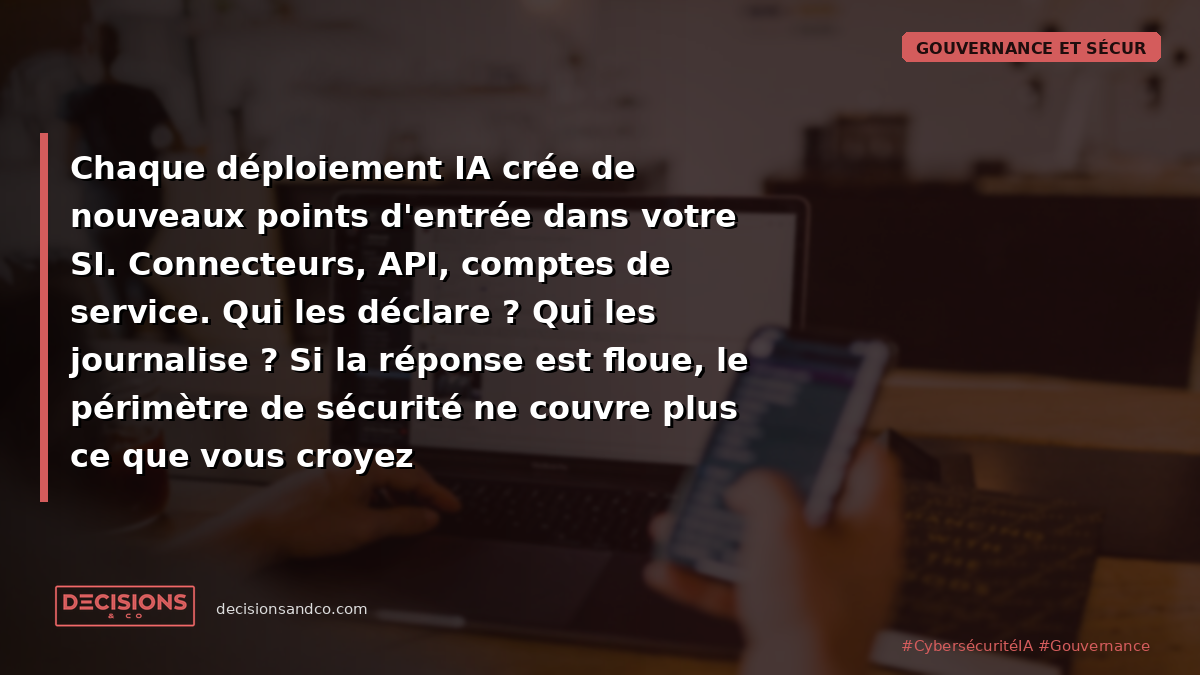 GOUVERNANCE ET SÉCUR
Chaque déploiement IA crée de
nouveaux points d'entrée dans votre
SI. Connecteurs, API, comptes de
service. Qui les déclare ? Qui les
journalise ? Si la réponse est floue, le
périmètre de sécurité ne couvre plus
ce que vous croyez
DECISIONS
& CO
decisionsandco.com
#CybersécuritéIA #Gouvernance